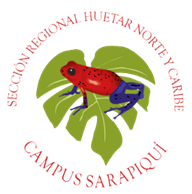 SECCIÓN REGIONAL HUETAR NORTE Y CARIBE
CAMPUS SARAPIQUÍ